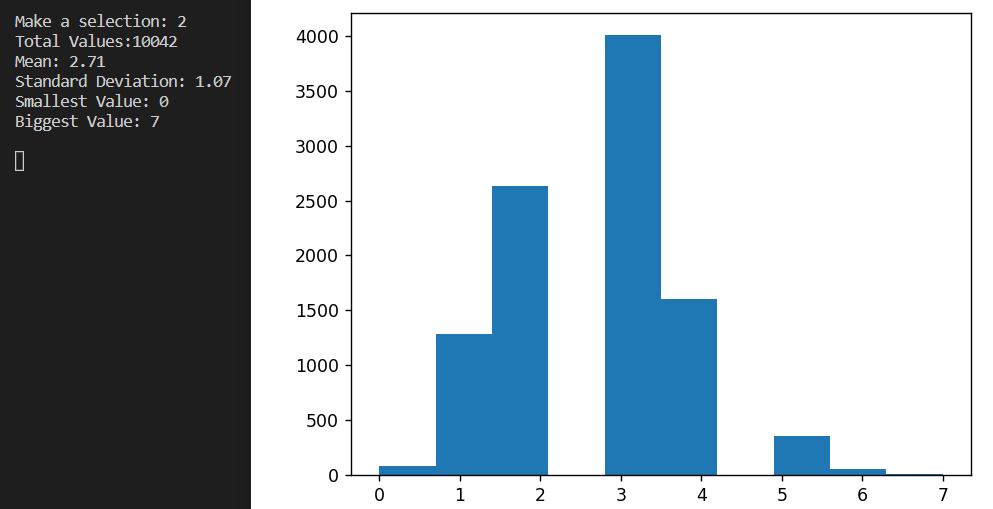 Make a selection: 2
Total Values:10042
Mean: 2.71
Standard Deviation: 1.07
Smallest Value: 0
Biggest Value: 7
4000
3500
3000
2500
2000
1500
1000
500
0
0 1 2 3 4 5 6 7